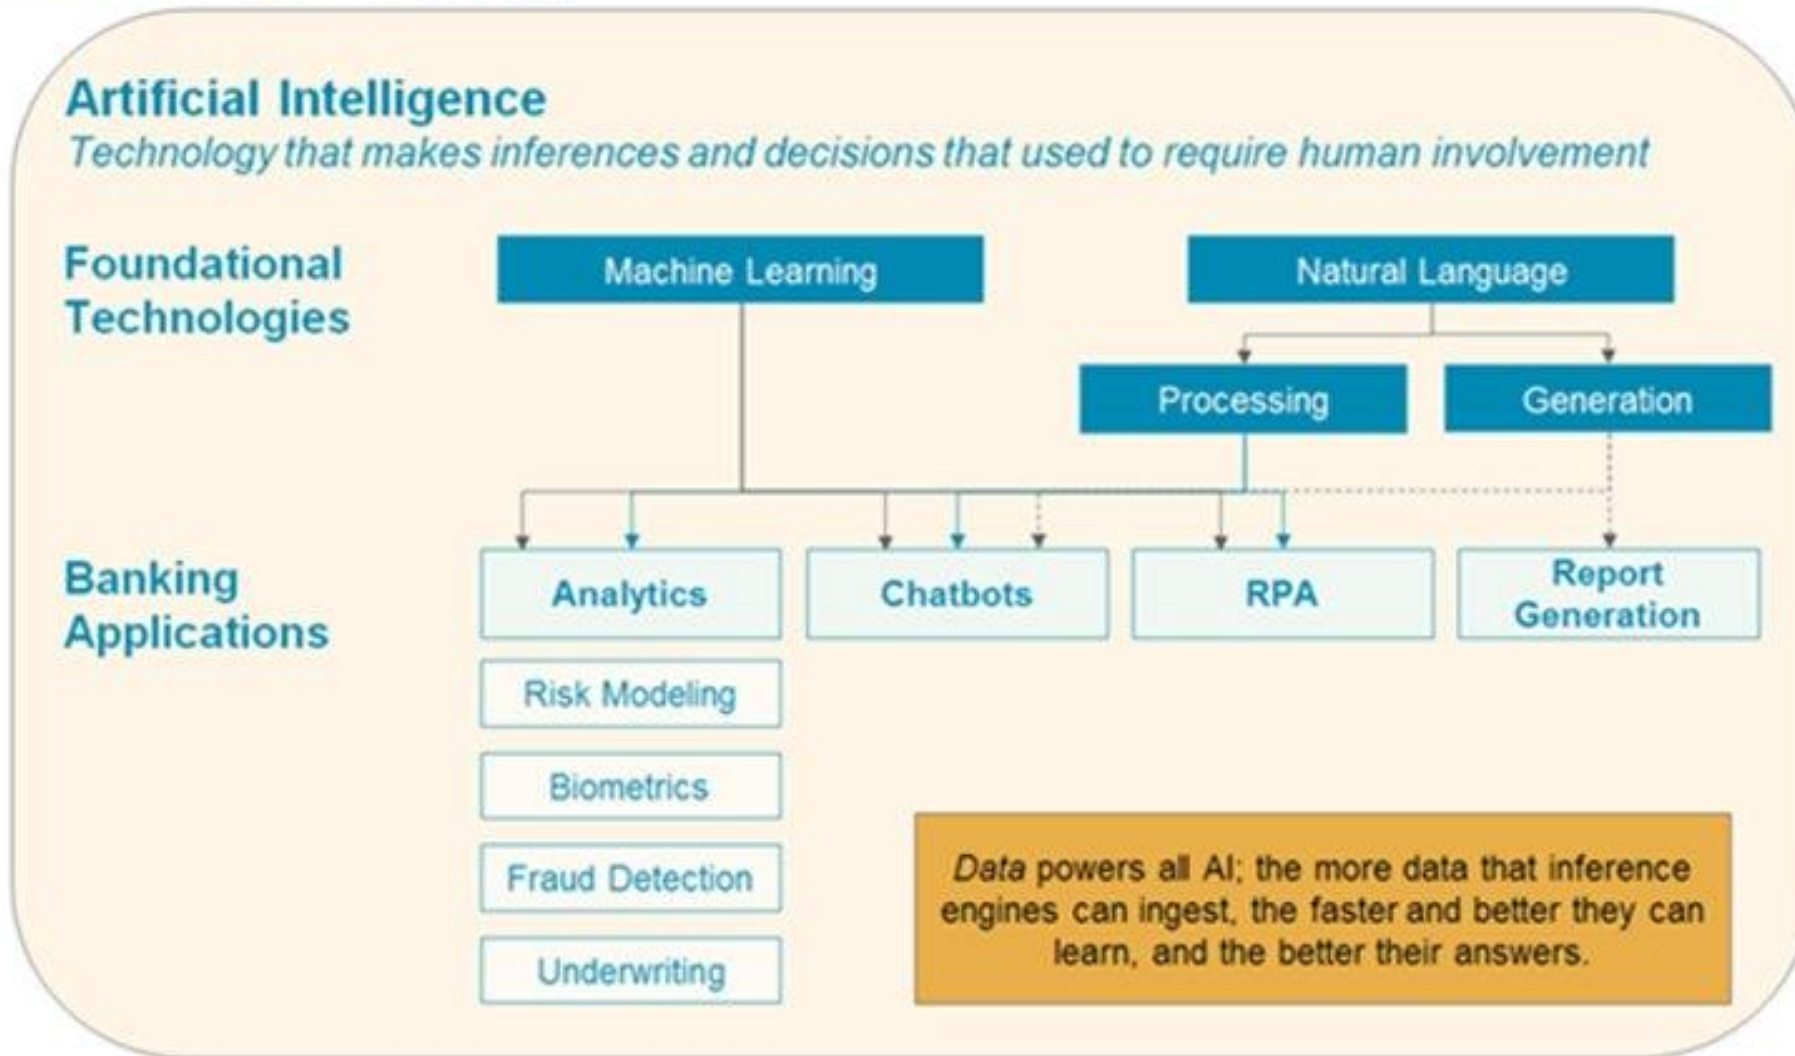 Artificial Intelligence
Technology that makes inferences and decisions that used to require human involvement
Foundational
Technologies
Machine Learning
Natural Language
Processing
Generation
Banking
Applications
Analytics
Chatbots
RPA
Report
Generation
Risk Modeling
Biometrics
Fraud Detection
Underwriting
Data powers all AI; the more data that inference
engines can ingest, the faster and better they can
learn, and the better their answers.